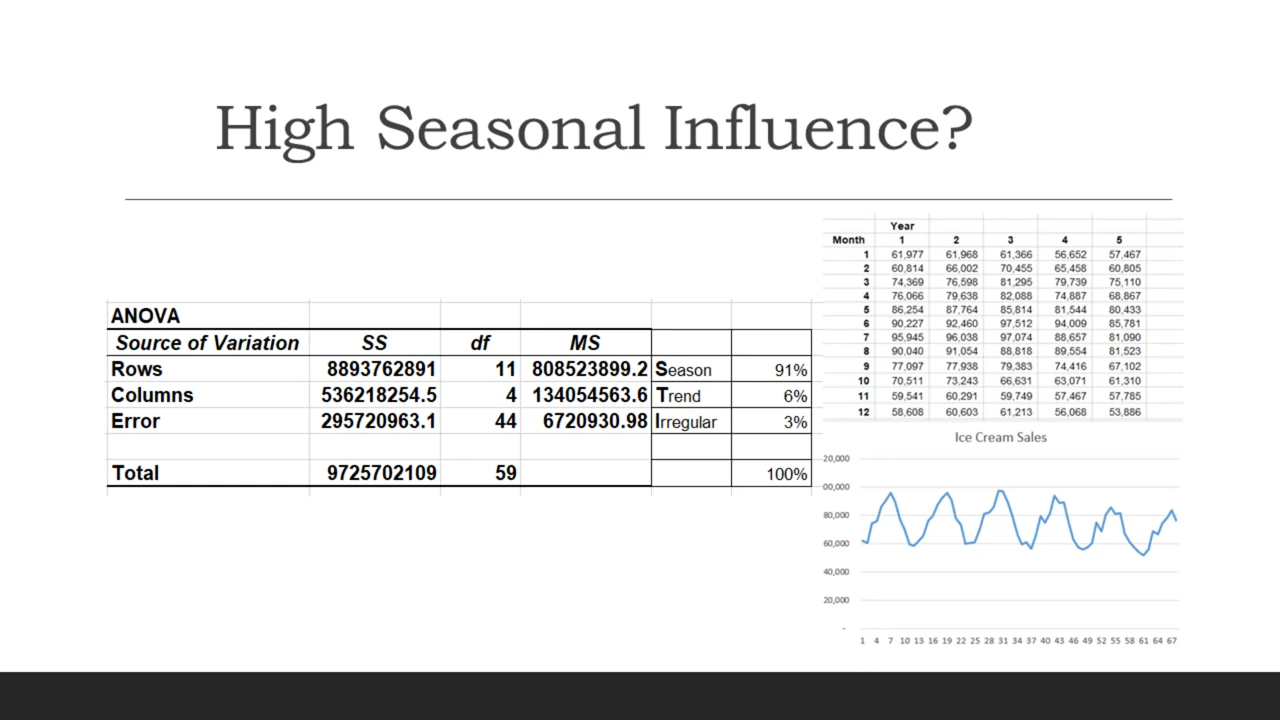 High Seasonal Influence?
ANOVA
Source of Variation SS df MS
Rows 8893762891 11 808523899.2 Season 91%
Columns 536218254.5 4 134054563.6 Trend 6%
Error 295720963.1 44 6720930.98 Irregular 3%
Total 9725702109 59 100%
Year
Month 1 2 3 4 5
1 61,977 61,968 61,366 56,652 57,467
2 60,814 66,002 70,455 65,458 60,805
3 74,369 76,598 81,295 79,739 75,110
4 76,066 79,638 82,088 74,887 68,867
5 86,254 87,764 85,814 81,544 80,433
6 90,227 92,460 97,512 94,009 85,781
7 95,945 96,038 97,074 88,657 81,090
8 90,040 91,054 88,818 89,554 81,523
9 77,097 77,938 79,383 74,416 67,102
10 70,511 73,243 66,631 63,071 61,310
11 59,541 60,291 59,749 57,467 57,785
12 58,608 60,603 61,213 56,068 53,886
Ice Cream Sales
20,000
00,000
80,000
60,000
40,000
20,000
-
1 4 7 10 13 16 19 22 25 28 31 34 37 40 43 46 49 52 55 58 61 64 67